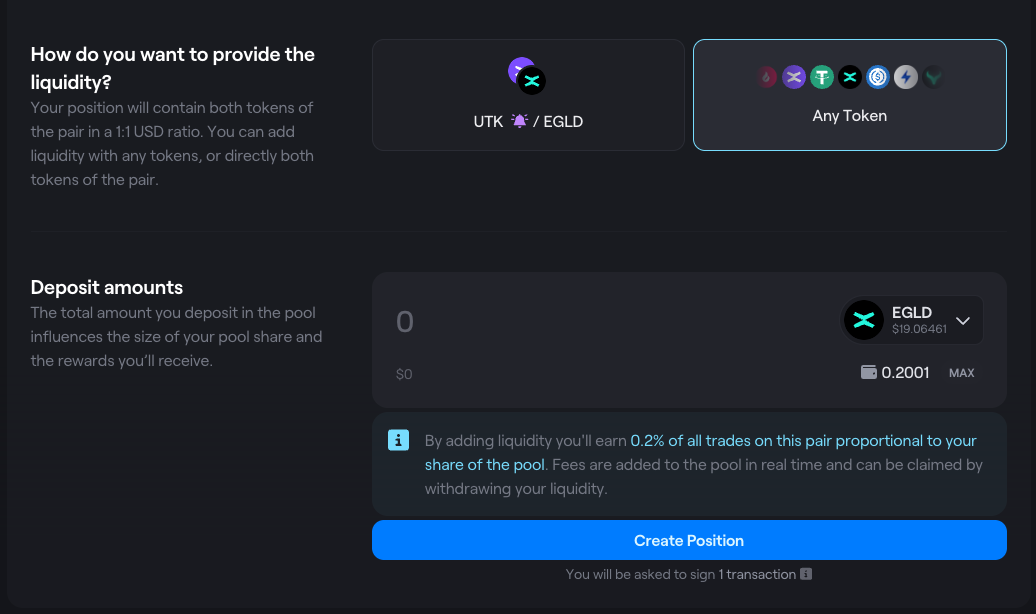 How do you want to provide the
liquidity?
Your position will contain both tokens of
the pair in a 1:1 USD ratio. You can add
liquidity with any tokens, or directly both
tokens of the pair.
UTK / EGLD
Any Token
Deposit amounts
The total amount you deposit in the pool
influences the size of your pool share and
the rewards you'll receive.
0
EGLD
$19.06461
$0
0.2001 MAX
By adding liquidity you'll earn 0.2% of all trades on this pair proportional to your
share of the pool. Fees are added to the pool in real time and can be claimed by
withdrawing your liquidity.
Create Position
You will be asked to sign 1 transaction